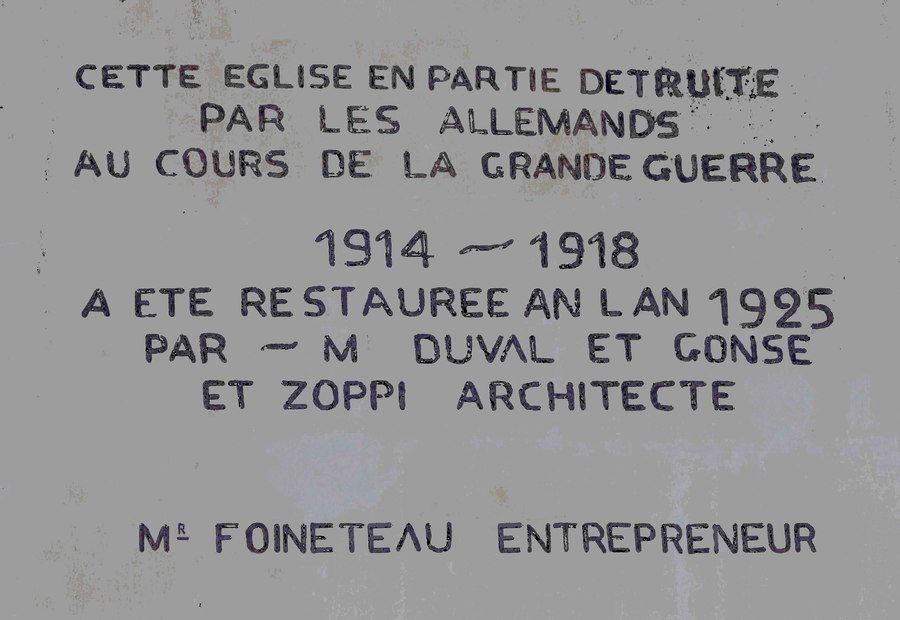 CETTE EGLISE EN PARTIE DETRUITE
PAR LES ALLEMANDS
AU COURS DE LA GRANDE GUERRE
1914 ~ 1918
A ETE RESTAUREE AN L AN 1925
PAR ~ M DUVAL ET GONSE
ET ZOPPI ARCHITECTE
MR FOINETEAU ENTREPRENEUR